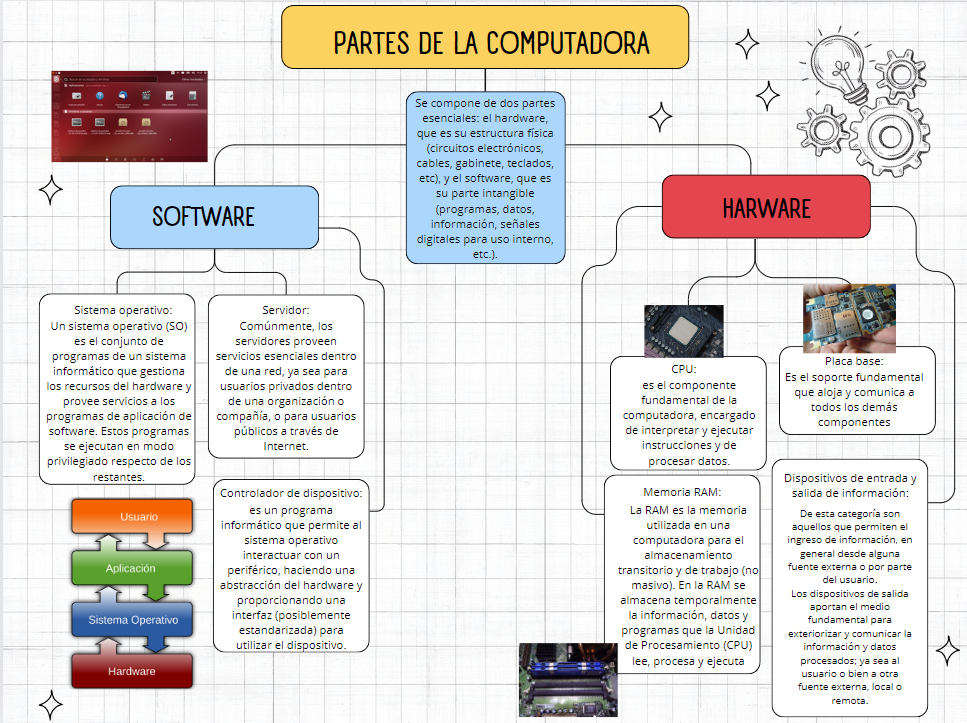 PARTES DE LA COMPUTADORA
Se compone de dos partes
esenciales: el hardware,
que es su estructura física
(circuitos electrónicos,
cables, gabinete, teclados,
etc), y el software, que es
su parte intangible
(programas, datos,
información, señales
digitales para uso interno,
etc.).
SOFTWARE
Sistema operativo:
Un sistema operativo (SO)
es el conjunto de
programas de un sistema
informático que gestiona
los recursos del hardware y
provee servicios a los
programas de aplicación de
software. Estos programas
se ejecutan en modo
privilegiado respecto de los
restantes.
Servidor:
Comúnmente, los
servidores proveen
servicios esenciales dentro
de una red, ya sea para
usuarios privados dentro
de una organización o
compañía, o para usuarios
públicos a través de
Internet.
Controlador de dispositivo:
es un programa
informático que permite al
sistema operativo
interactuar con un
periférico, haciendo una
abstracción del hardware y
proporcionando una
interfaz (posiblemente
estandarizada) para
utilizar el dispositivo.
Usuario
Aplicación
Sistema Operativo
Hardware
HARWARE
CPU:
es el componente
fundamental de la
computadora, encargado
de interpretar y ejecutar
instrucciones y de
procesar datos.
Placa base:
Es el soporte fundamental
que aloja y comunica a
todos los demás
componentes
Memoria RAM:
La RAM es la memoria
utilizada en una
computadora para el
almacenamiento
transitorio y de trabajo (no
masivo). En la RAM se
almacena temporalmente
la información, datos y
programas que la Unidad
de Procesamiento (CPU)
lee, procesa y ejecuta
Dispositivos de entrada y
salida de información:
De esta categoría son
aquellos que permiten el
ingreso de información, en
general desde alguna
fuente externa o por parte
del usuario.
Los dispositivos de salida
aportan el medio
fundamental para
exteriorizar y comunicar la
información y datos
procesados; ya sea al
usuario o bien a otra
fuente externa, local o
remota.